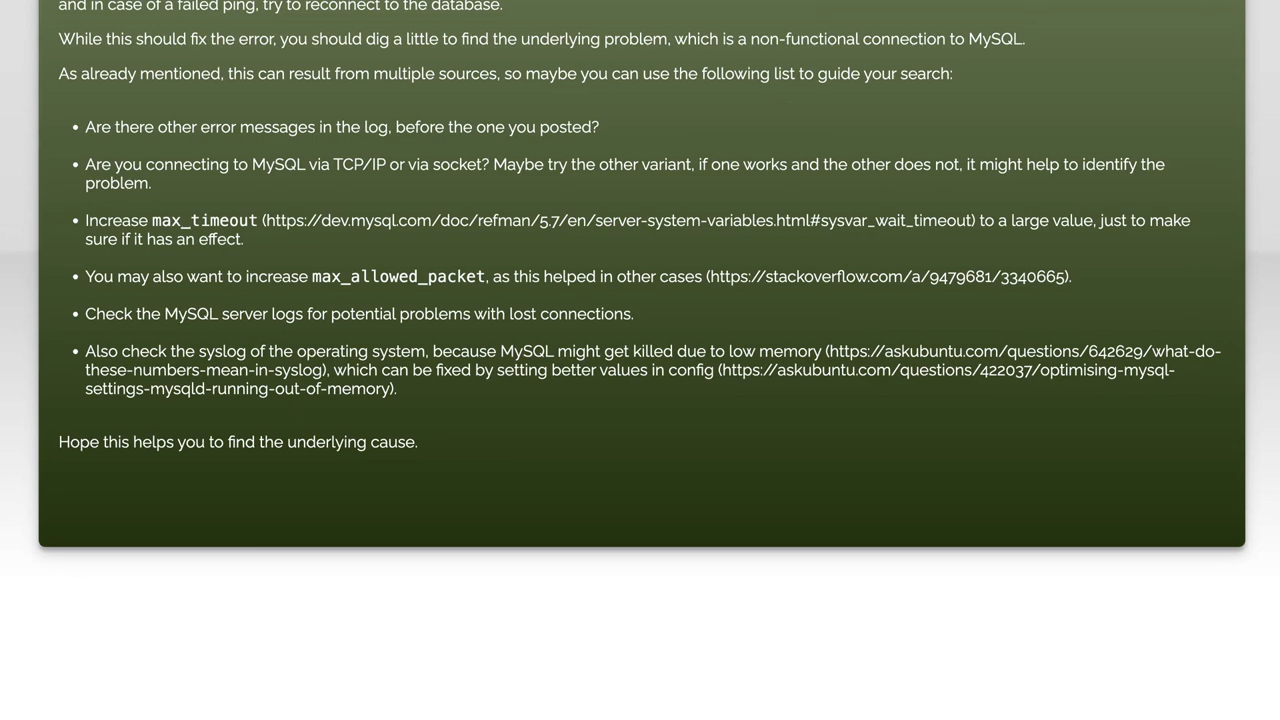 and in case of a failed ping, try to reconnect to the database.
While this should fix the error, you should dig a little to find the underlying problem, which is a non-functional connection to MySQL.
As already mentioned, this can result from multiple sources, so maybe you can use the following list to guide your search:
• Are there other error messages in the log, before the one you posted?
• Are you connecting to MySQL via TCP/IP or via socket? Maybe try the other variant, if one works and the other does not, it might help to identify the
problem.
• Increase max_timeout (https://dev.mysql.com/doc/refman/5.7/en/server-system-variables.html#sysvar_wait_timeout) to a large value, just to make
sure if it has an effect.
• You may also want to increase max_allowed_packet, as this helped in other cases (https://stackoverflow.com/a/9479681/3340665).
• Check the MySQL server logs for potential problems with lost connections.
• Also check the syslog of the operating system, because MySQL might get killed due to low memory (https://askubuntu.com/questions/642629/what-do-
these-numbers-mean-in-syslog), which can be fixed by setting better values in config (https://askubuntu.com/questions/422037/optimising-mysql-
settings-mysqld-running-out-of-memory).
Hope this helps you to find the underlying cause.